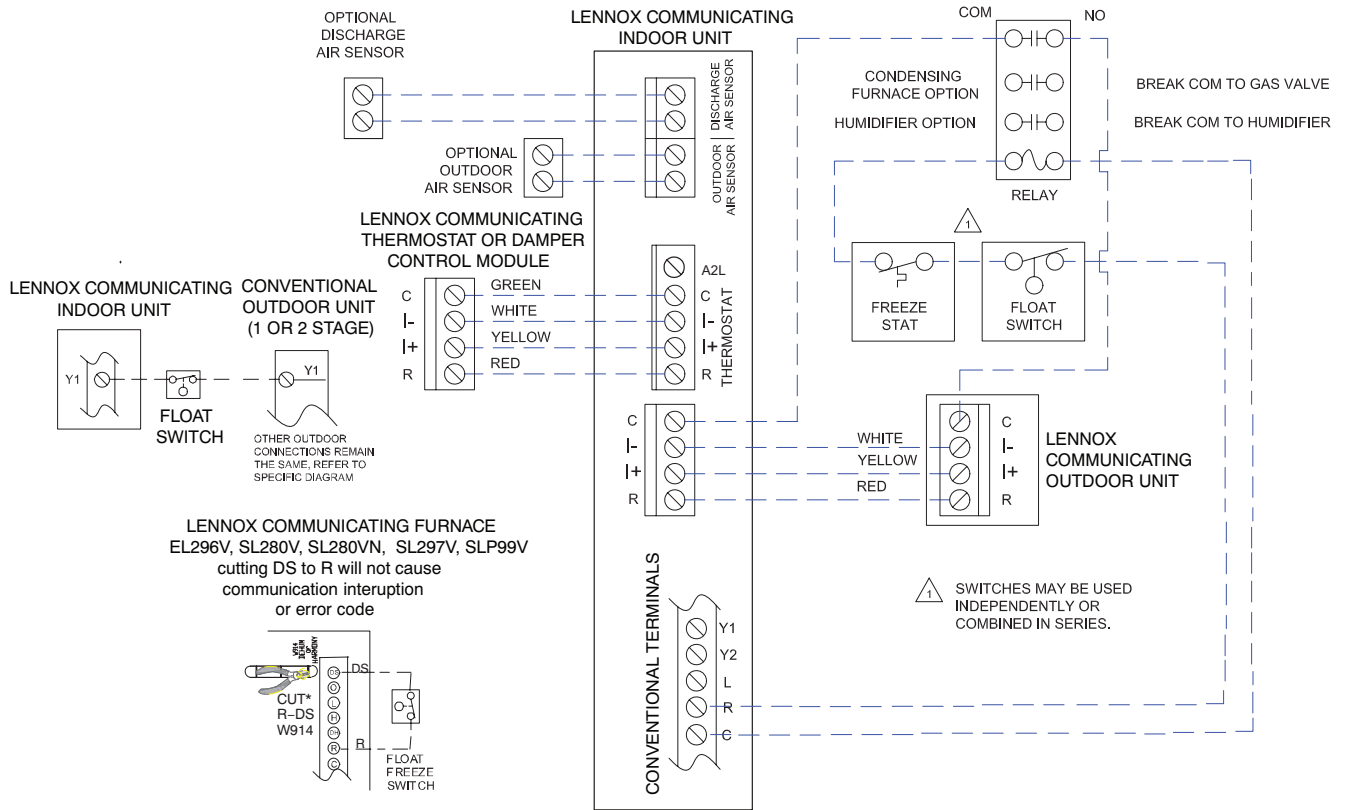 OPTIONAL
DISCHARGE
AIR SENSOR
LENNOX COMMUNICATING
INDOOR UNIT
DISCHARGE
AIR SENSOR
OPTIONAL
OUTDOOR
AIR SENSOR
OUTDOOR
AIR SENSOR
COM
NO
CONDENSING
FURNACE OPTION
BREAK COM TO GAS VALVE
HUMIDIFIER OPTION
BREAK COM TO HUMIDIFIER
RELAY
1
FREEZE
STAT
FLOAT
SWITCH
LENNOX COMMUNICATING
THERMOSTAT OR DAMPER
CONTROL MODULE
C
I-
I+
R
GREEN
WHITE
YELLOW
RED
A2L
C
I-
I+
R
THERMOSTAT
LENNOX COMMUNICATING
INDOOR UNIT
Y1
FLOAT
SWITCH
CONVENTIONAL
OUTDOOR UNIT
(1 OR 2 STAGE)
Y1
OTHER OUTDOOR
CONNECTIONS REMAIN
THE SAME, REFER TO
SPECIFIC DIAGRAM
C
I-
I+
R
WHITE
YELLOW
RED
C
I-
I+
R
LENNOX
COMMUNICATING
OUTDOOR UNIT
LENNOX COMMUNICATING FURNACE
EL296V, SL280V, SL280VN, SL297V, SLP99V
cutting DS to R will not cause
communication interuption
or error code
W914
DEHUM
OR
HARMONY
CUT*
R-DS
W914
DS
O
L
H
DH
R
C
DS
R
FLOAT
FREEZE
SWITCH
CONVENTIONAL TERMINALS
Y1
Y2
L
R
C
1
SWITCHES MAY BE USED
INDEPENDENTLY OR
COMBINED IN SERIES.